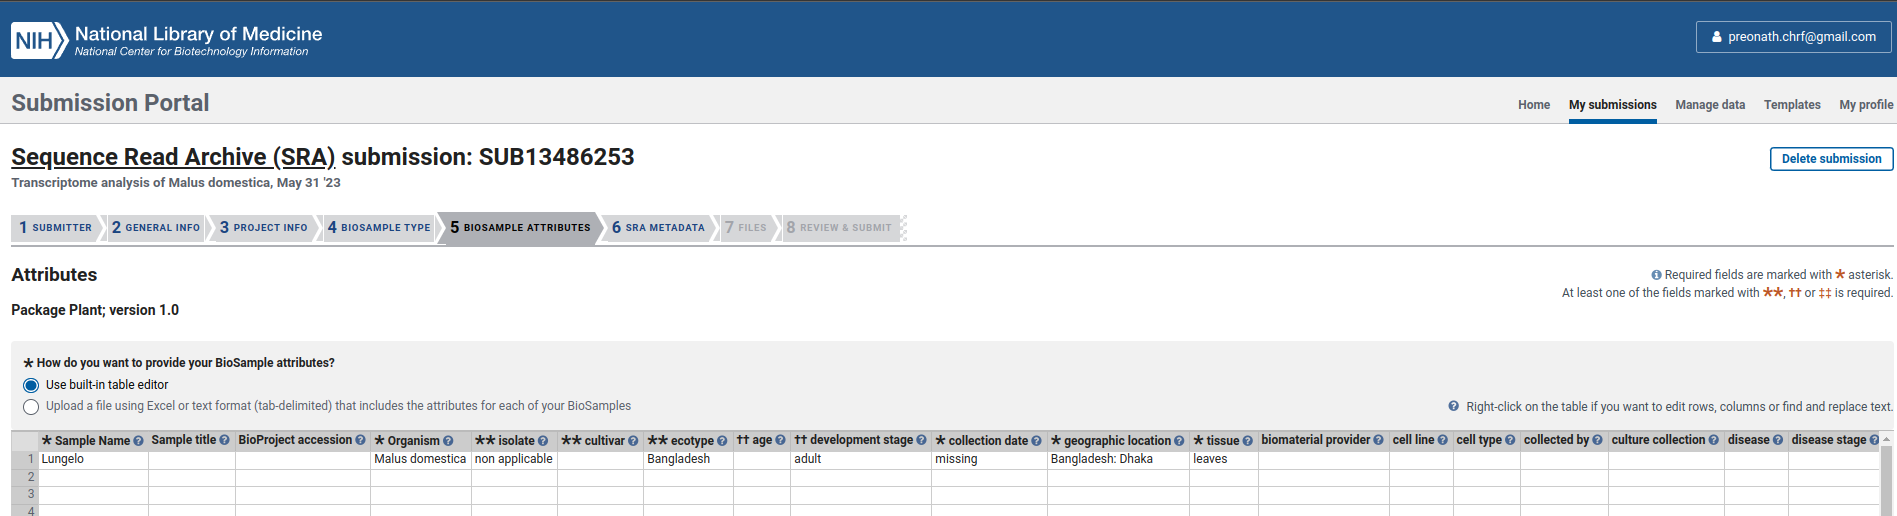 NIH National Library of Medicine
National Center for Biotechnology Information
preonath.chrf@gmail.com
Submission Portal
Home My submissions Manage data Templates My profile
Sequence Read Archive (SRA) submission: SUB13486253
Delete submission
Transcriptome analysis of Malus domestica, May 31 '23
1 SUBMITTER 2 GENERAL INFO 3 PROJECT INFO 4 BIOSAMPLE TYPE 5 BIOSAMPLE ATTRIBUTES 6 SRA METADATA 7 FILES 8 REVIEW & SUBMIT
Attributes
Required fields are marked with * asterisk.
At least one of the fields marked with **, †† or ‡‡ is required.
Package Plant; version 1.0
* How do you want to provide your BioSample attributes?
Use built-in table editor
Upload a file using Excel or text format (tab-delimited) that includes the attributes for each of your BioSamples
Right-click on the table if you want to edit rows, columns or find and replace text.
* Sample Name Sample title BioProject accession * Organism ** isolate ** cultivar ** ecotype †† age †† development stage * collection date * geographic location * tissue biomaterial provider cell line cell type collected by culture collection disease disease stage
1 Lungelo Malus domestica non applicable Bangladesh adult missing Bangladesh: Dhaka leaves
2
3
4